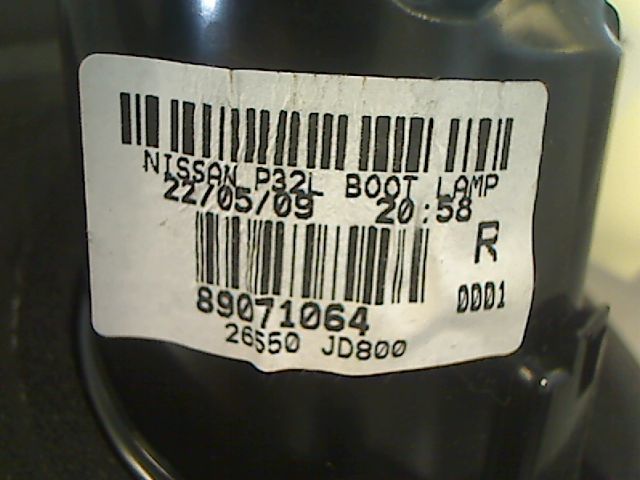 NISSAN P32L BOOT LAMP
22/05/09 20:58
R
89071064 0001
26550 JD800